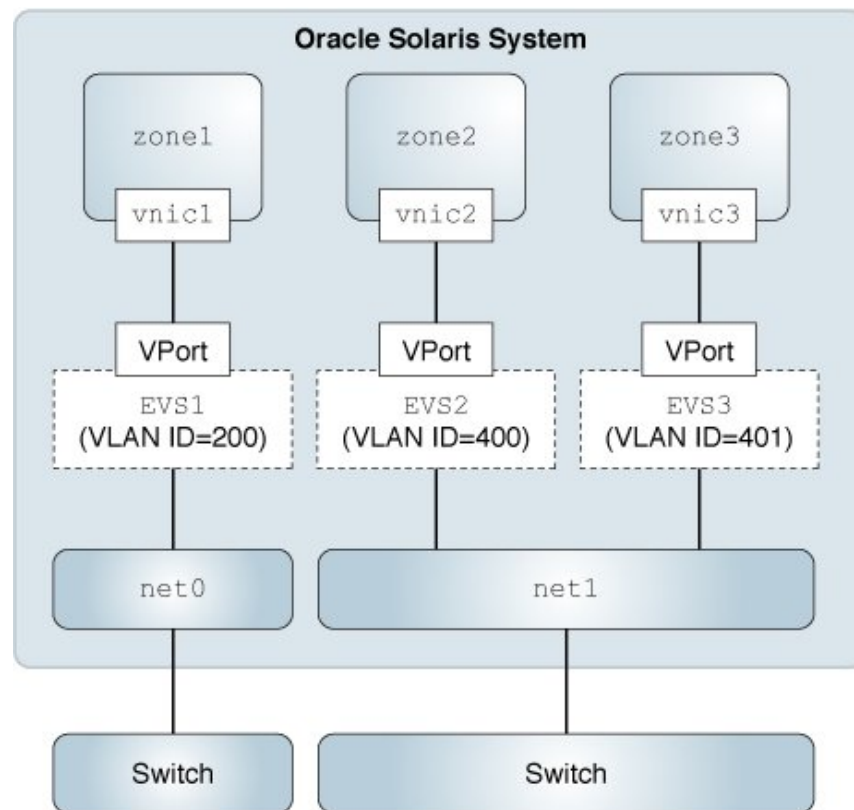 Oracle Solaris System
zone1
zone2
zone3
vnic1
vnic2
vnic3
VPort
VPort
VPort
EVS1
(VLAN ID=200)
EVS2
(VLAN ID=400)
EVS3
(VLAN ID=401)
net0
net1
Switch
Switch